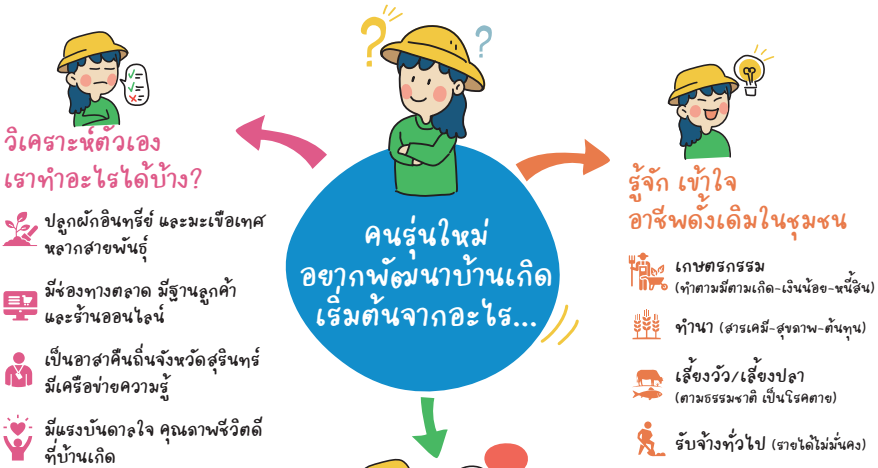 ?
?
คนรุ่นใหม่
อยากพัฒนาบ้านเกิด
เริ่มต้นจากอะไร...
วิเคราะห์ตัวเอง
เราทำอะไรได้บ้าง?
ปลูกผักอินทรีย์ และมะเขือเทศ
หลากสายพันธุ์
มีช่องทางตลาด มีฐานลูกค้า
และร้านออนไลน์
เป็นอาสาคืนถิ่นจังหวัดสุรินทร์
มีเครือข่ายความรู้
มีแรงบันดาลใจ คุณภาพชีวิตดี
ที่บ้านเกิด
รู้จัก เข้าใจ
อาชีพดั้งเดิมในชุมชน
เกษตรกรรม
(ทำตามมีตามเกิด~เงินน้อย~หนี้สิน)
ทำนา (สารเคมี~สุขภาพ~ต้นทุน)
เลี้ยงวัว/เลี้ยงปลา
(ตามธรรมชาติ เป็นโรคตาย)
รับจ้างทั่วไป (รายได้ไม่มั่นคง)